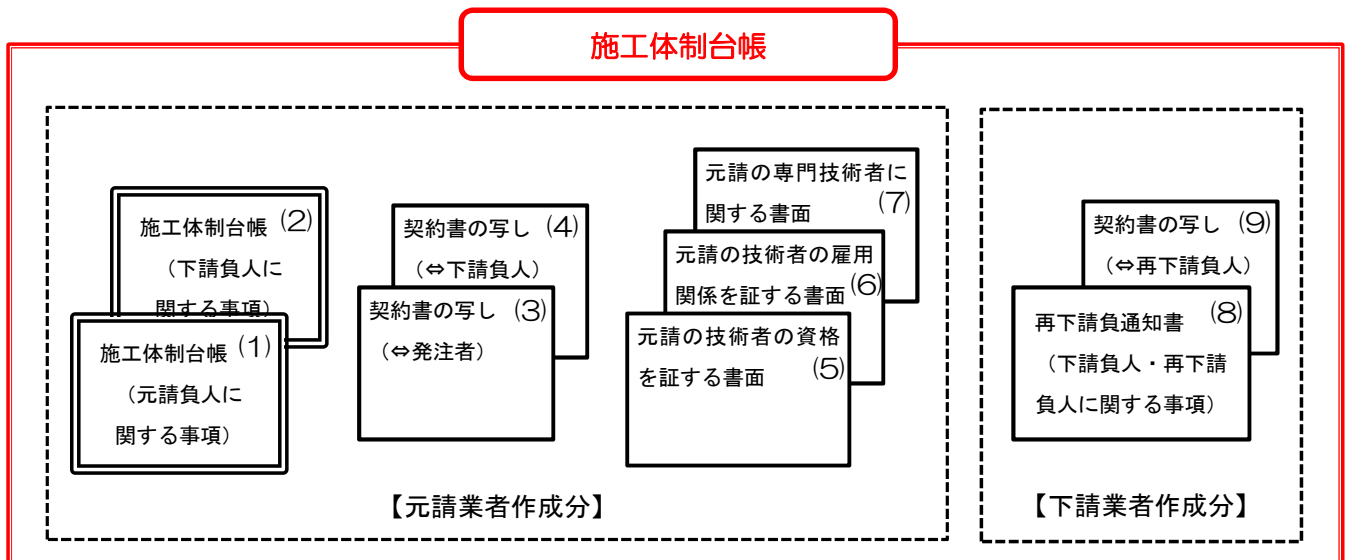 施工体制台帳
施工体制台帳 (2)
(下請負人に
関する事項)
施工体制台帳 (1)
(元請負人に
関する事項)
契約書の写し (4)
(⇔下請負人)
契約書の写し (3)
(⇔発注者)
元請の専門技術者に
関する書面 (7)
元請の技術者の雇用
関係を証する書面 (6)
元請の技術者の資格
を証する書面 (5)
【元請業者作成分】
契約書の写し (9)
(⇔再下請負人)
再下請負通知書 (8)
(下請負人・再下請
負人に関する事項)
【下請業者作成分】